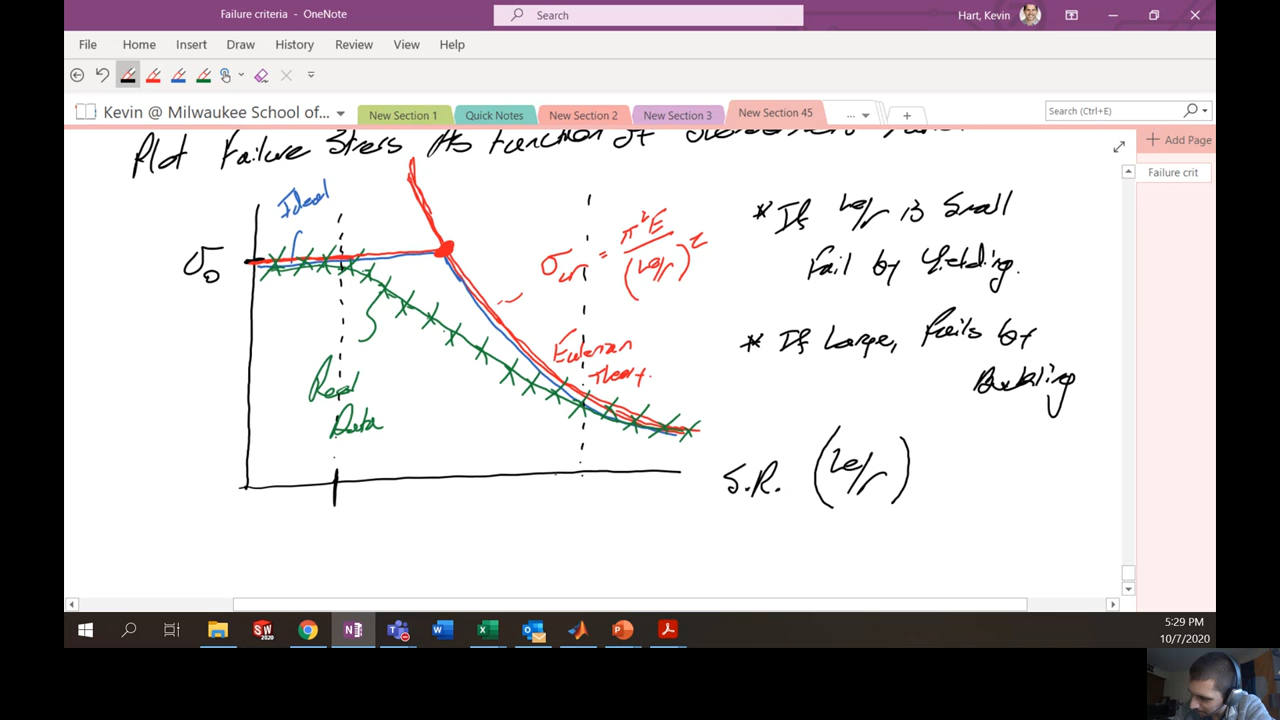 Failure criteria - OneNote
Search
Hart, Kevin
File Home Insert Draw History Review View Help
Kevin @ Milwaukee School of...
New Section 1
Quick Notes
New Section 2
New Section 3
New Section 45
...
Search (Ctrl+E)
Add Page
Failure crit
Plot Failure Stress As Function of
Ideal
σ₀
σcr = π²E / (Le/r)²
Eulerian
Theory.
Real
Data
* If Le/r is Small
Fail by Yielding.
* If Large, Fails by
Buckling
S.R. (Le/r)
SW
2020
5:29 PM
10/7/2020